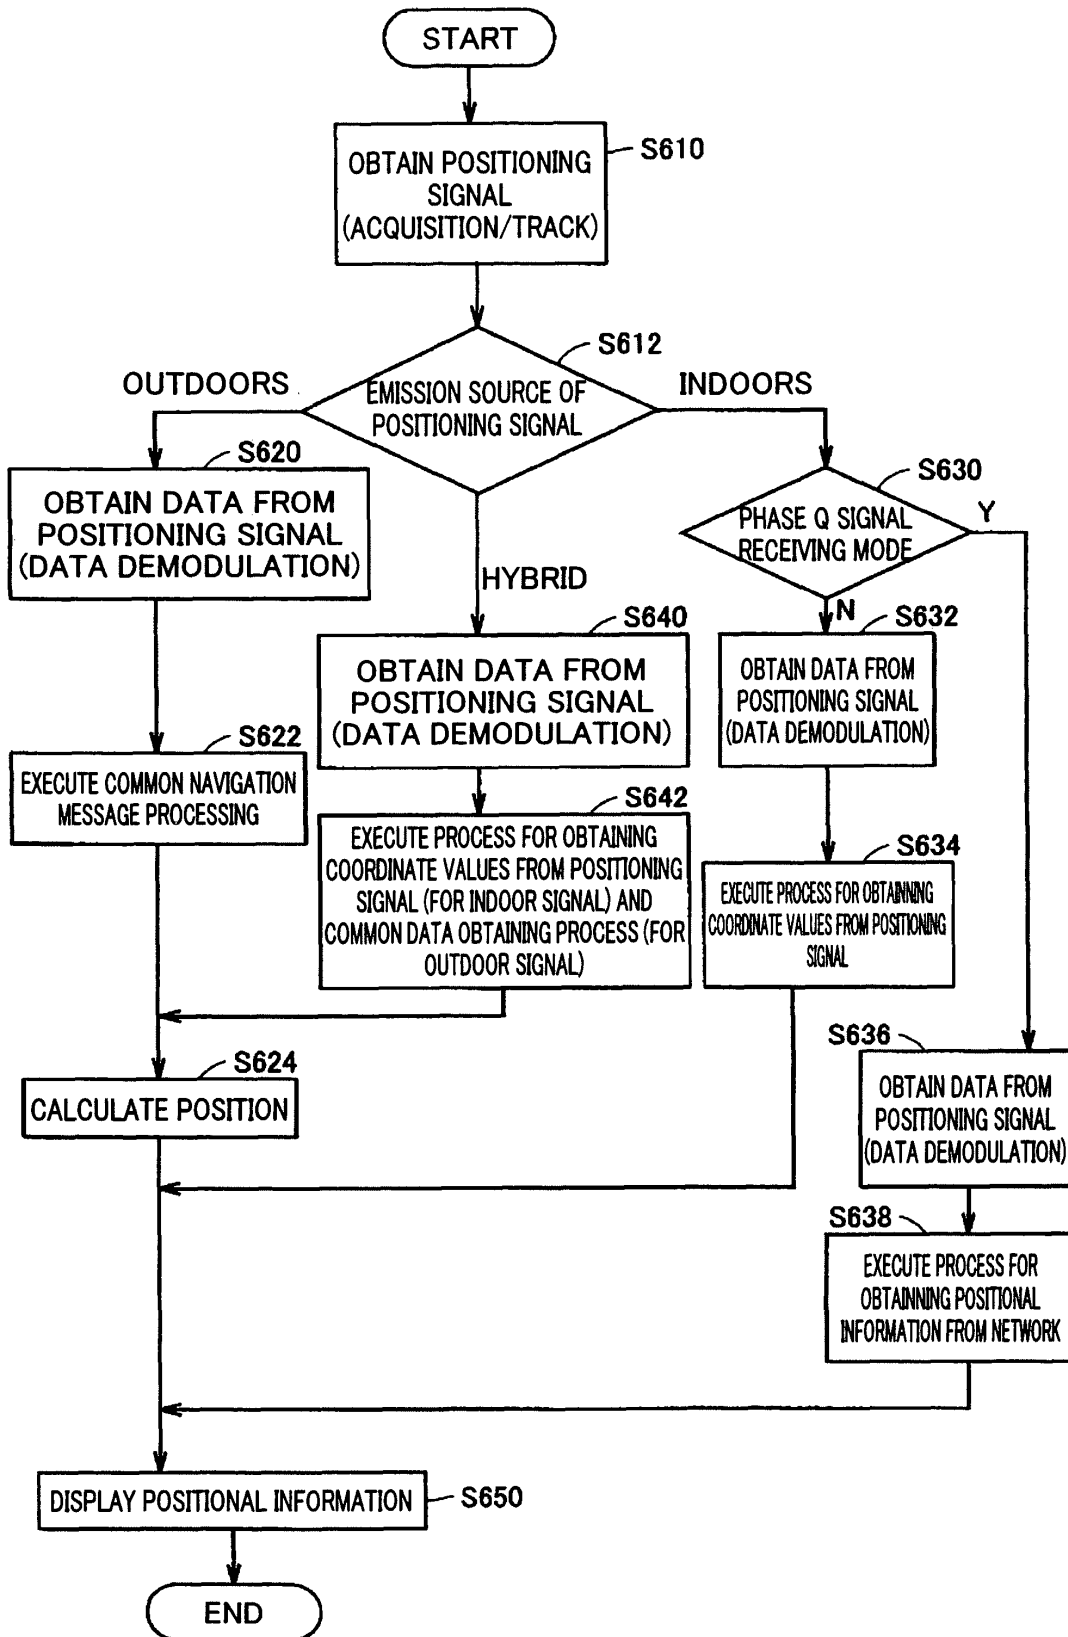 START
S610
OBTAIN POSITIONING
SIGNAL
(ACQUISITION/TRACK)
S612
OUTDOORS
EMISSION SOURCE OF
POSITIONING SIGNAL
INDOORS
S620
OBTAIN DATA FROM
POSITIONING SIGNAL
(DATA DEMODULATION)
HYBRID
S630
PHASE Q SIGNAL
RECEIVING MODE
Y
N
S622
EXECUTE COMMON NAVIGATION
MESSAGE PROCESSING
S640
OBTAIN DATA FROM
POSITIONING SIGNAL
(DATA DEMODULATION)
S632
OBTAIN DATA FROM
POSITIONING SIGNAL
(DATA DEMODULATION)
S642
EXECUTE PROCESS FOR OBTAINING
COORDINATE VALUES FROM POSITIONING
SIGNAL (FOR INDOOR SIGNAL) AND
COMMON DATA OBTAINING PROCESS (FOR
OUTDOOR SIGNAL)
S634
EXECUTE PROCESS FOR OBTAINNING
COORDINATE VALUES FROM POSITIONING
SIGNAL
S624
CALCULATE POSITION
S636
OBTAIN DATA FROM
POSITIONING SIGNAL
(DATA DEMODULATION)
S638
EXECUTE PROCESS FOR
OBTAINNING POSITIONAL
INFORMATION FROM NETWORK
DISPLAY POSITIONAL INFORMATION
S650
END